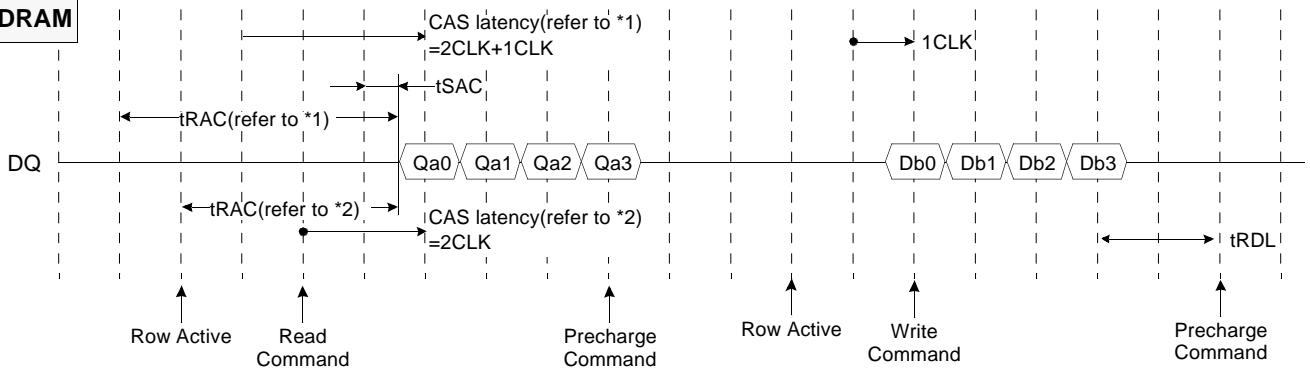 DRAM
CAS latency(refer to *1)
=2CLK+1CLK
1CLK
tSAC
tRAC(refer to *1)
DQ
Qa0
Qa1
Qa2
Qa3
Db0
Db1
Db2
Db3
tRAC(refer to *2)
CAS latency(refer to *2)
=2CLK
tRDL
Row Active
Read
Command
Precharge
Command
Row Active
Write
Command
Precharge
Command